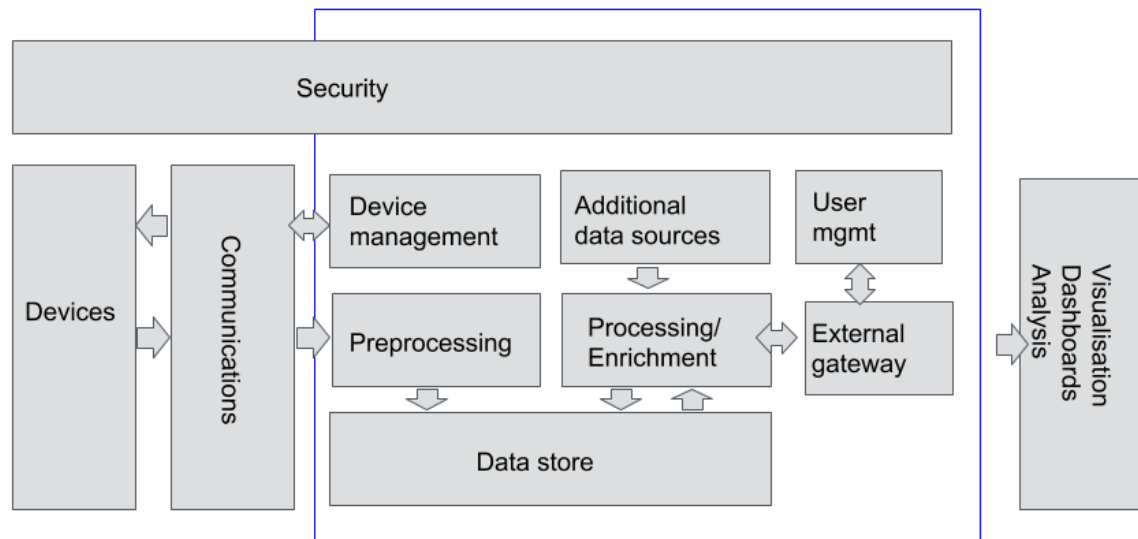 Security
Devices
Communications
Device
management
Additional
data sources
User
mgmt
Preprocessing
Processing/
Enrichment
External
gateway
Data store
Visualisation
Dashboards
Analysis